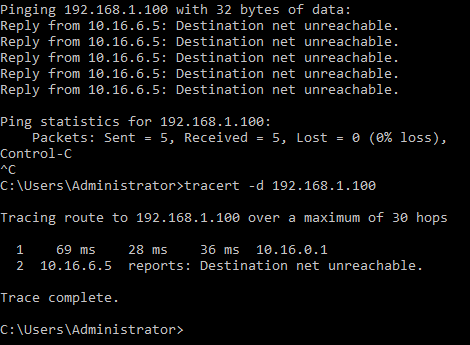 Pinging 192.168.1.100 with 32 bytes of data:
Reply from 10.16.6.5: Destination net unreachable.
Reply from 10.16.6.5: Destination net unreachable.
Reply from 10.16.6.5: Destination net unreachable.
Reply from 10.16.6.5: Destination net unreachable.
Reply from 10.16.6.5: Destination net unreachable.

Ping statistics for 192.168.1.100:
    Packets: Sent = 5, Received = 5, Lost = 0 (0% loss),
Control-C
^C
C:\Users\Administrator>tracert -d 192.168.1.100

Tracing route to 192.168.1.100 over a maximum of 30 hops

  1    69 ms    28 ms    36 ms  10.16.0.1
  2  10.16.6.5  reports: Destination net unreachable.

Trace complete.

C:\Users\Administrator>